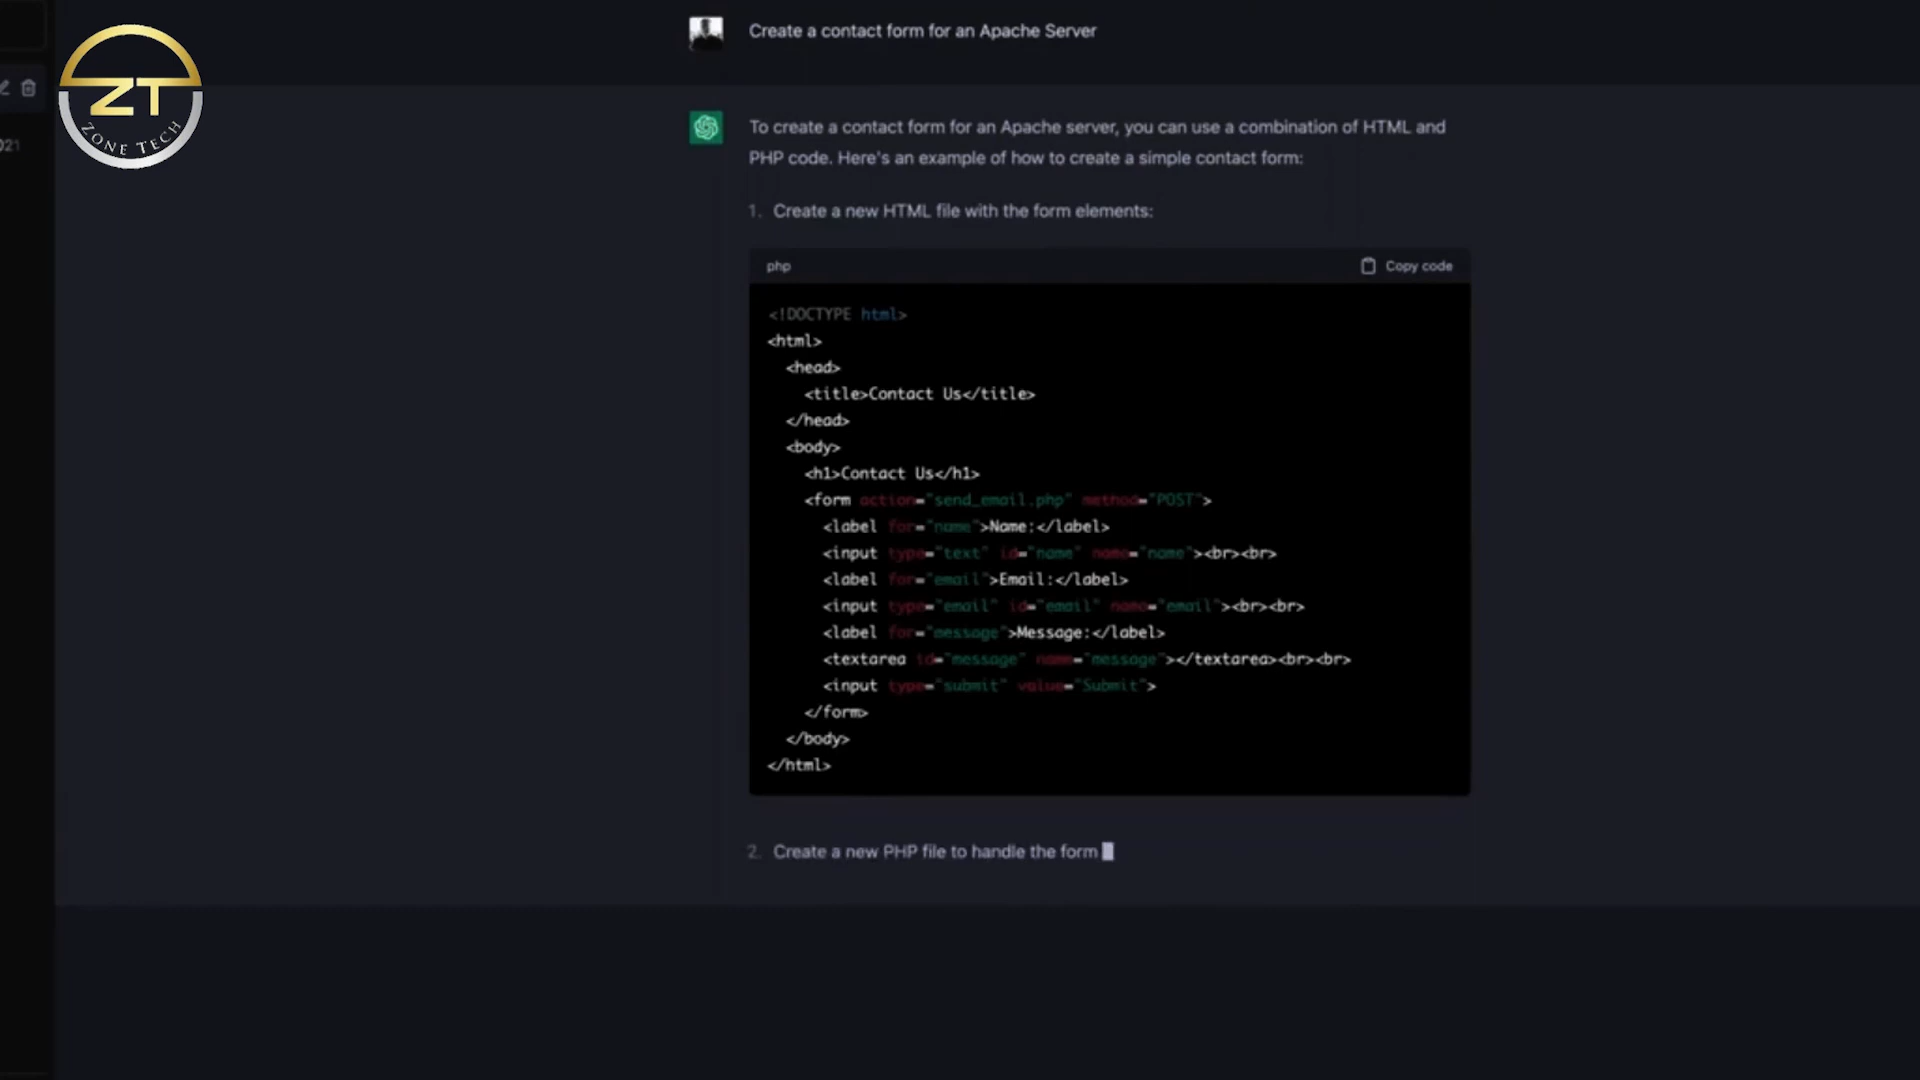 ZT
ZONE TECH
021
Create a contact form for an Apache Server
To create a contact form for an Apache server, you can use a combination of HTML and
PHP code. Here's an example of how to create a simple contact form:
1. Create a new HTML file with the form elements:
php
Copy code
<!DOCTYPE html>
<html>
<head>
<title>Contact Us</title>
</head>
<body>
<h1>Contact Us</h1>
<form action="send_email.php" method="POST">
<label for="name">Name:</label>
<input type="text" id="name" name="name"><br><br>
<label for="email">Email:</label>
<input type="email" id="email" name="email"><br><br>
<label for="message">Message:</label>
<textarea id="message" name="message"></textarea><br><br>
<input type="submit" value="Submit">
</form>
</body>
</html>
2. Create a new PHP file to handle the form